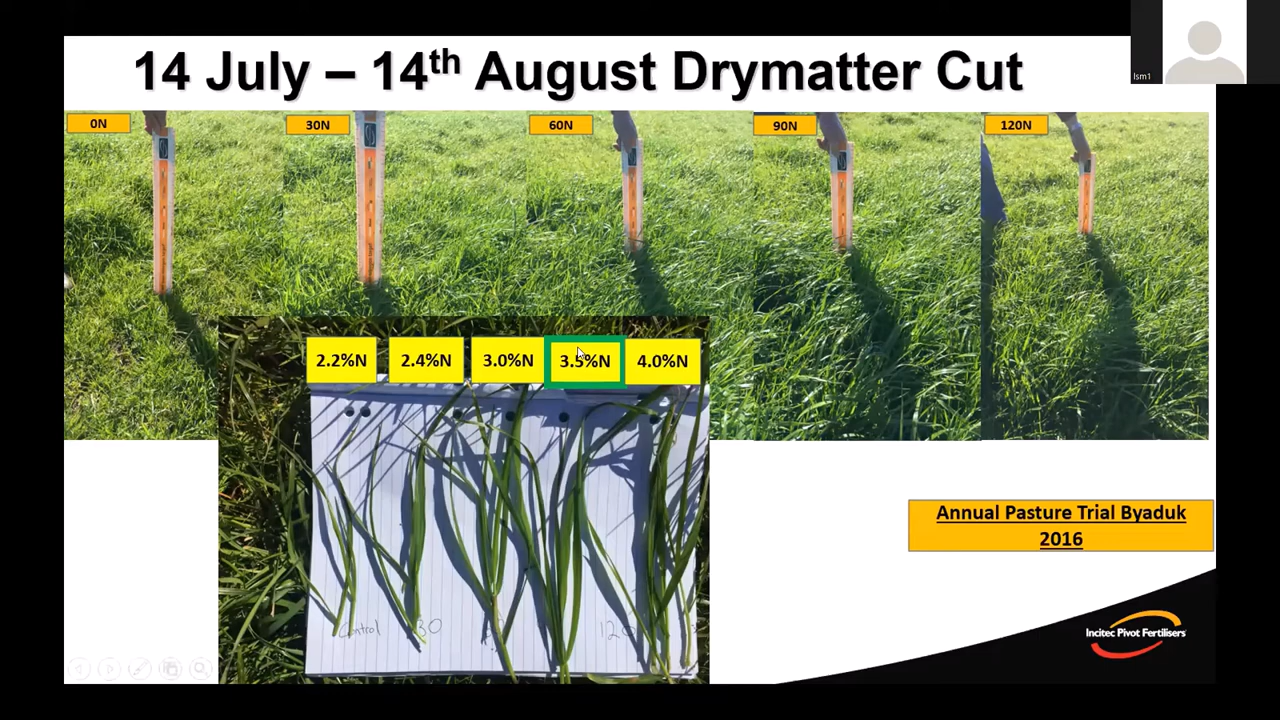 14 July – 14th August Drymatter Cut
lsm1
0N
30N
60N
90N
120N
2.2%N
2.4%N
3.0%N
3.5%N
4.0%N
Control
30
120
Annual Pasture Trial Byaduk
2016
Incitec Pivot Fertilisers